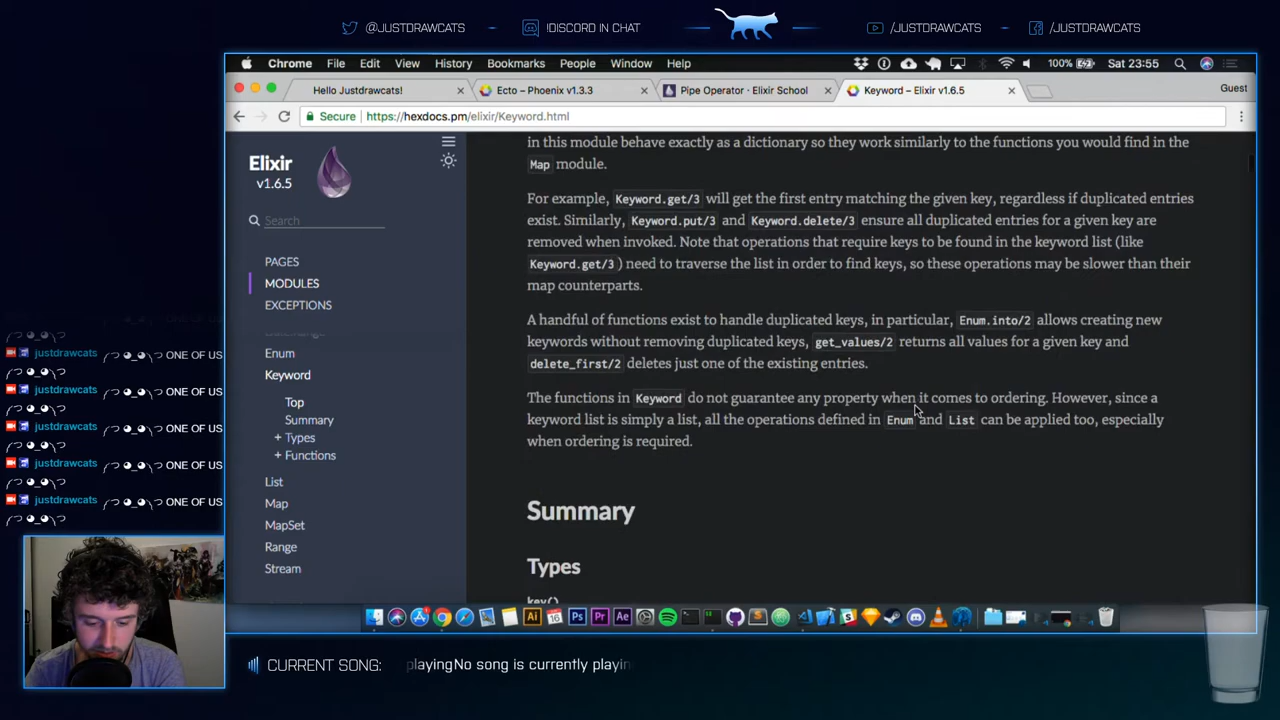 @JUSTDRAWCATS
!DISCORD IN CHAT
/JUSTDRAWCATS
/JUSTDRAWCATS
Chrome File Edit View History Bookmarks People Window Help
100% Sat 23:55
Hello Justdrawcats!
Ecto – Phoenix v1.3.3
Pipe Operator · Elixir School
Keyword – Elixir v1.6.5
Guest
Secure https://hexdocs.pm/elixir/Keyword.html
Elixir
v1.6.5
Search
PAGES
MODULES
EXCEPTIONS
Enum
Keyword
Top
Summary
+ Types
+ Functions
List
Map
MapSet
Range
Stream
in this module behave exactly as a dictionary so they work similarly to the functions you would find in the
Map module.
For example, Keyword.get/3 will get the first entry matching the given key, regardless if duplicated entries
exist. Similarly, Keyword.put/3 and Keyword.delete/3 ensure all duplicated entries for a given key are
removed when invoked. Note that operations that require keys to be found in the keyword list (like
Keyword.get/3) need to traverse the list in order to find keys, so these operations may be slower than their
map counterparts.
A handful of functions exist to handle duplicated keys, in particular, Enum.into/2 allows creating new
keywords without removing duplicated keys, get_values/2 returns all values for a given key and
delete_first/2 deletes just one of the existing entries.
The functions in Keyword do not guarantee any property when it comes to ordering. However, since a
keyword list is simply a list, all the operations defined in Enum and List can be applied too, especially
when ordering is required.
Summary
Types
key()
ONE OF US
justdrawcats ONE OF US
justdrawcats ONE OF US
justdrawcats ONE OF US
justdrawcats ONE OF US
justdrawcats ONE OF US
CURRENT SONG:
playingNo song is currently playin